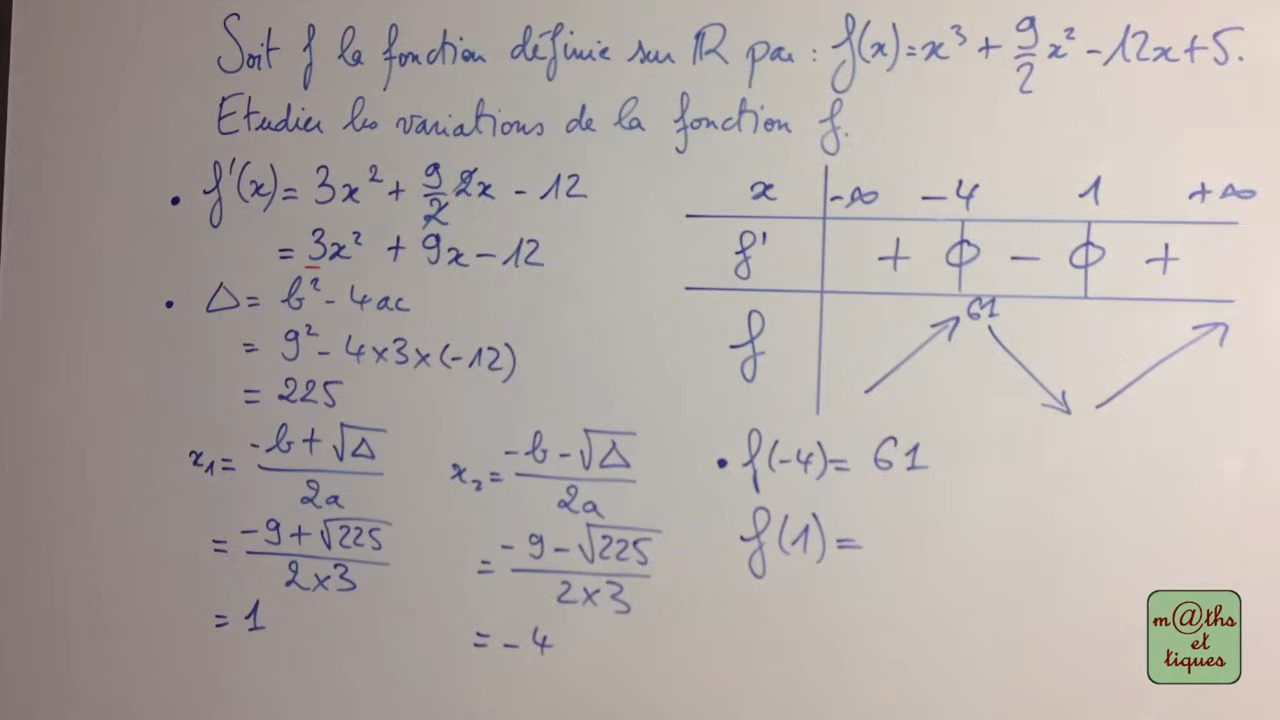 Soit f la fonction définie sur ℝ par : f(x) = x³ + 9/2 x² - 12x + 5.
Etudier les variations de la fonction f.
• f'(x) = 3x² + 9/2 2x - 12
= 3x² + 9x - 12
• Δ = b² - 4ac
= 9² - 4×3×(-12)
= 225
x₁ = (-b + √Δ)/2a
= (-9 + √225)/(2×3)
= 1
x₂ = (-b - √Δ)/2a
= (-9 - √225)/(2×3)
= -4
x -∞ -4 1 +∞
f' + 0 - 0 +
f 61
• f(-4) = 61
f(1) =
m@ths
et
tiques